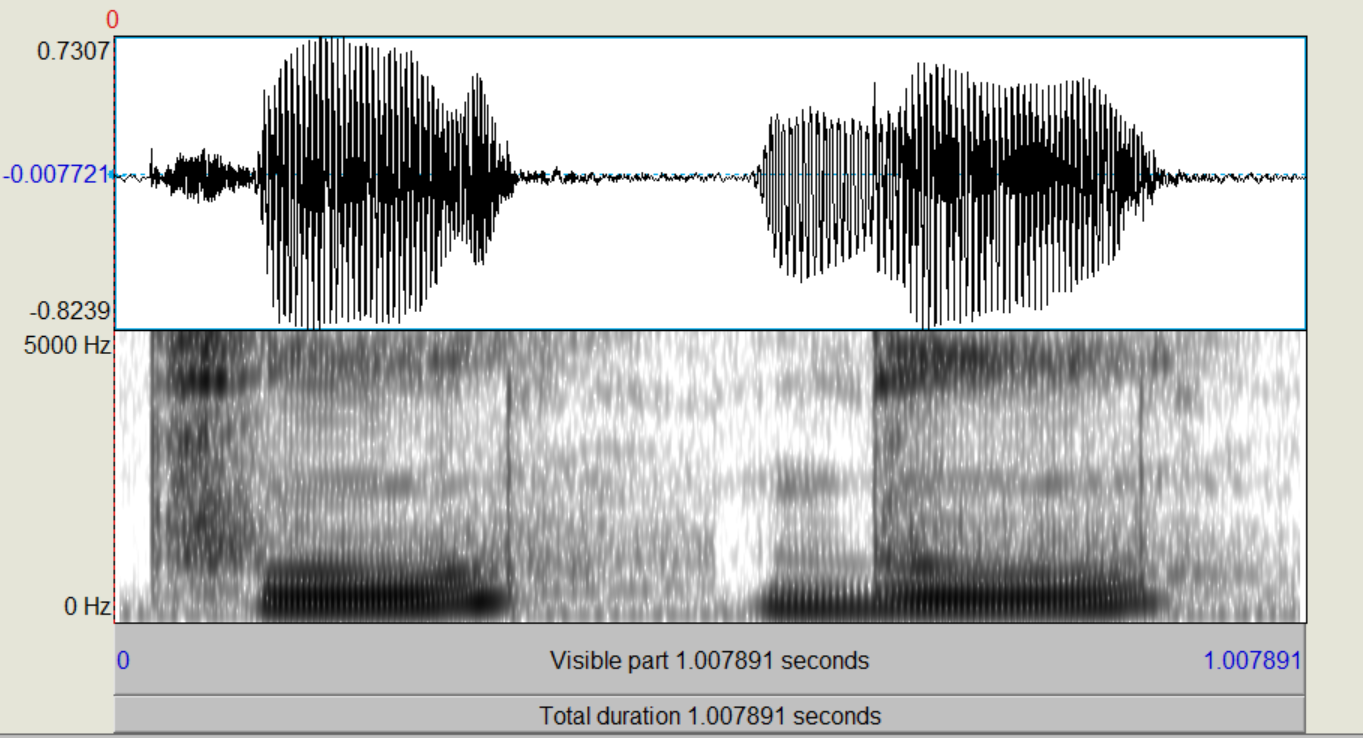 0
0.7307
-0.007721
-0.8239
5000 Hz
0 Hz
0 Visible part 1.007891 seconds 1.007891
Total duration 1.007891 seconds